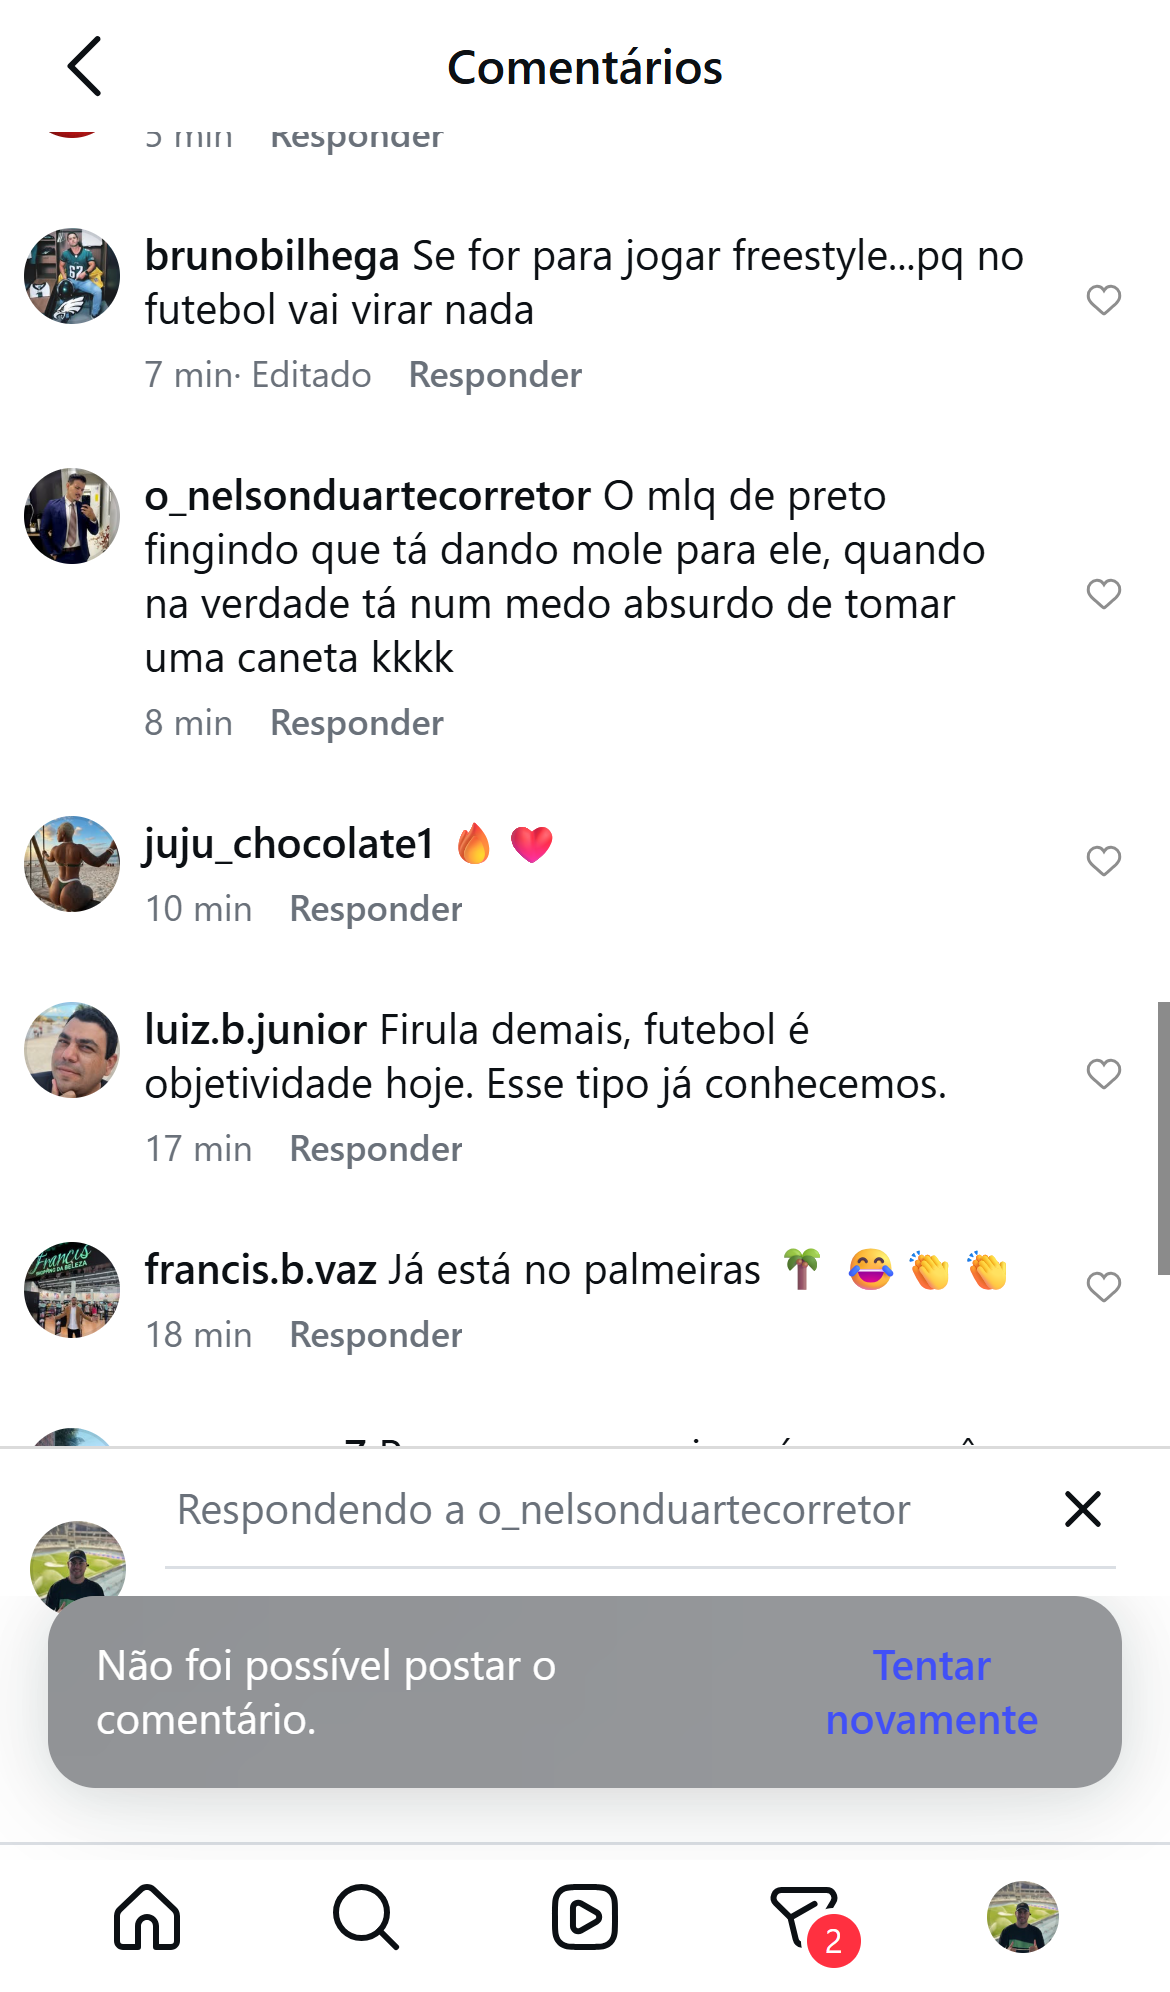 Comentários
5 min Responder
brunobilhega Se for para jogar freestyle...pq no
futebol vai virar nada
7 min· Editado Responder
o_nelsonduartecorretor O mlq de preto
fingindo que tá dando mole para ele, quando
na verdade tá num medo absurdo de tomar
uma caneta kkkk
8 min Responder
juju_chocolate1 🔥 ❤️
10 min Responder
luiz.b.junior Firula demais, futebol é
objetividade hoje. Esse tipo já conhecemos.
17 min Responder
francis.b.vaz Já está no palmeiras 🌴 😂 👏 👏
18 min Responder
Respondendo a o_nelsonduartecorretor
Não foi possível postar o
comentário.
Tentar
novamente
2